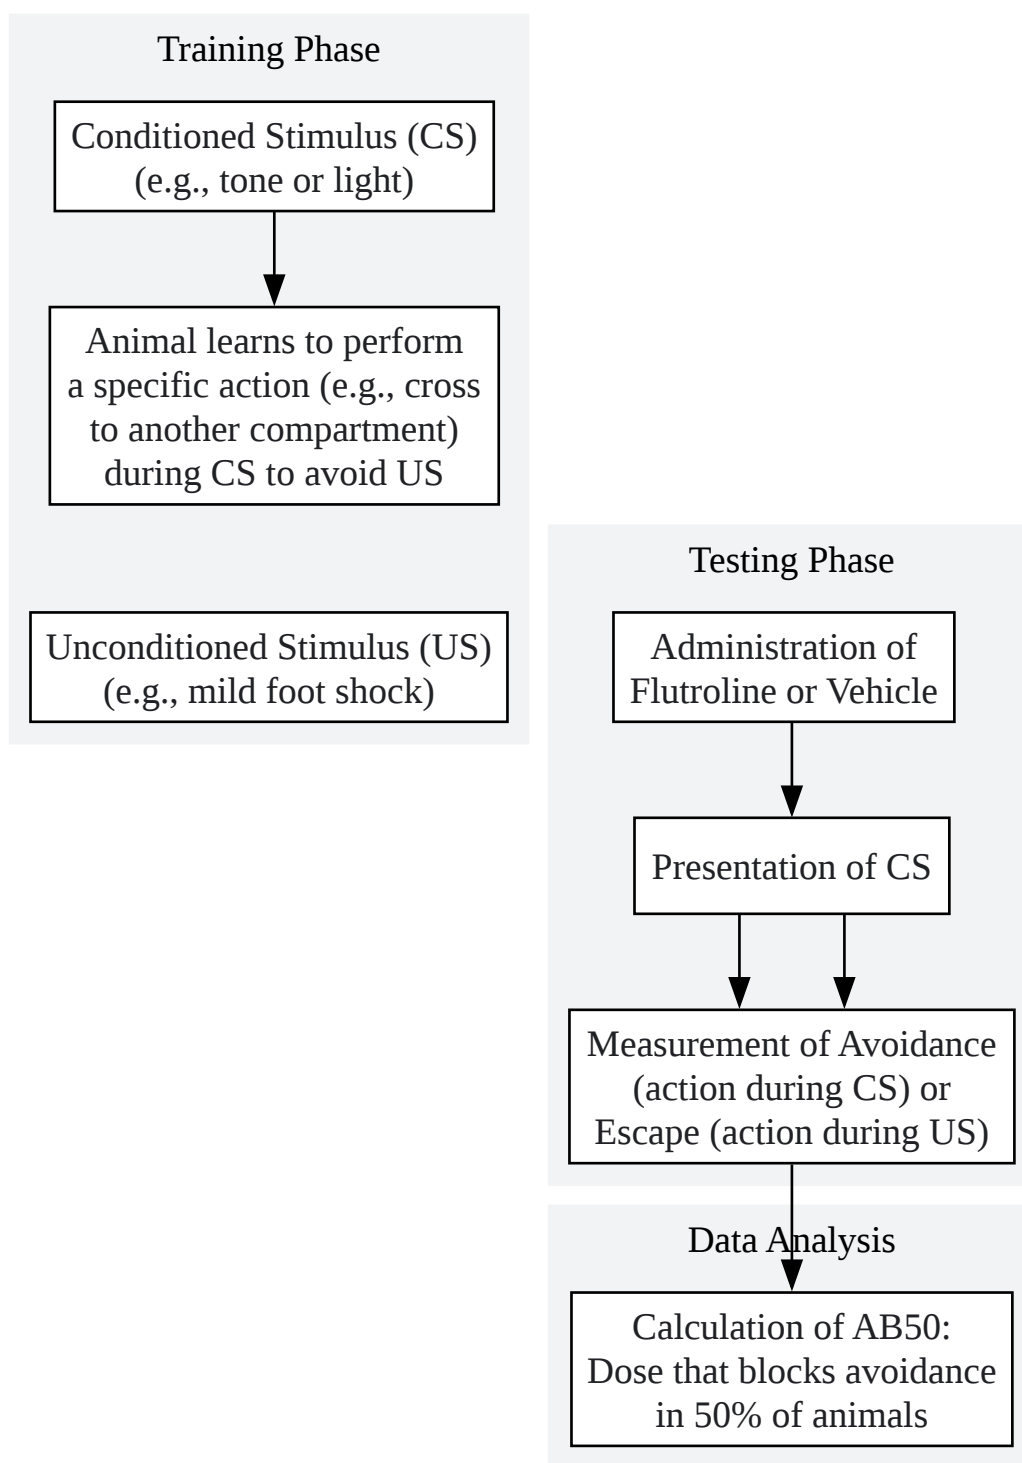 Training Phase
Conditioned Stimulus (CS)
(e.g., tone or light)
Animal learns to perform
a specific action (e.g., cross
to another compartment)
during CS to avoid US
Unconditioned Stimulus (US)
(e.g., mild foot shock)
Testing Phase
Administration of
Flutroline or Vehicle
Presentation of CS
Measurement of Avoidance
(action during CS) or
Escape (action during US)
Data Analysis
Calculation of AB50:
Dose that blocks avoidance
in 50% of animals